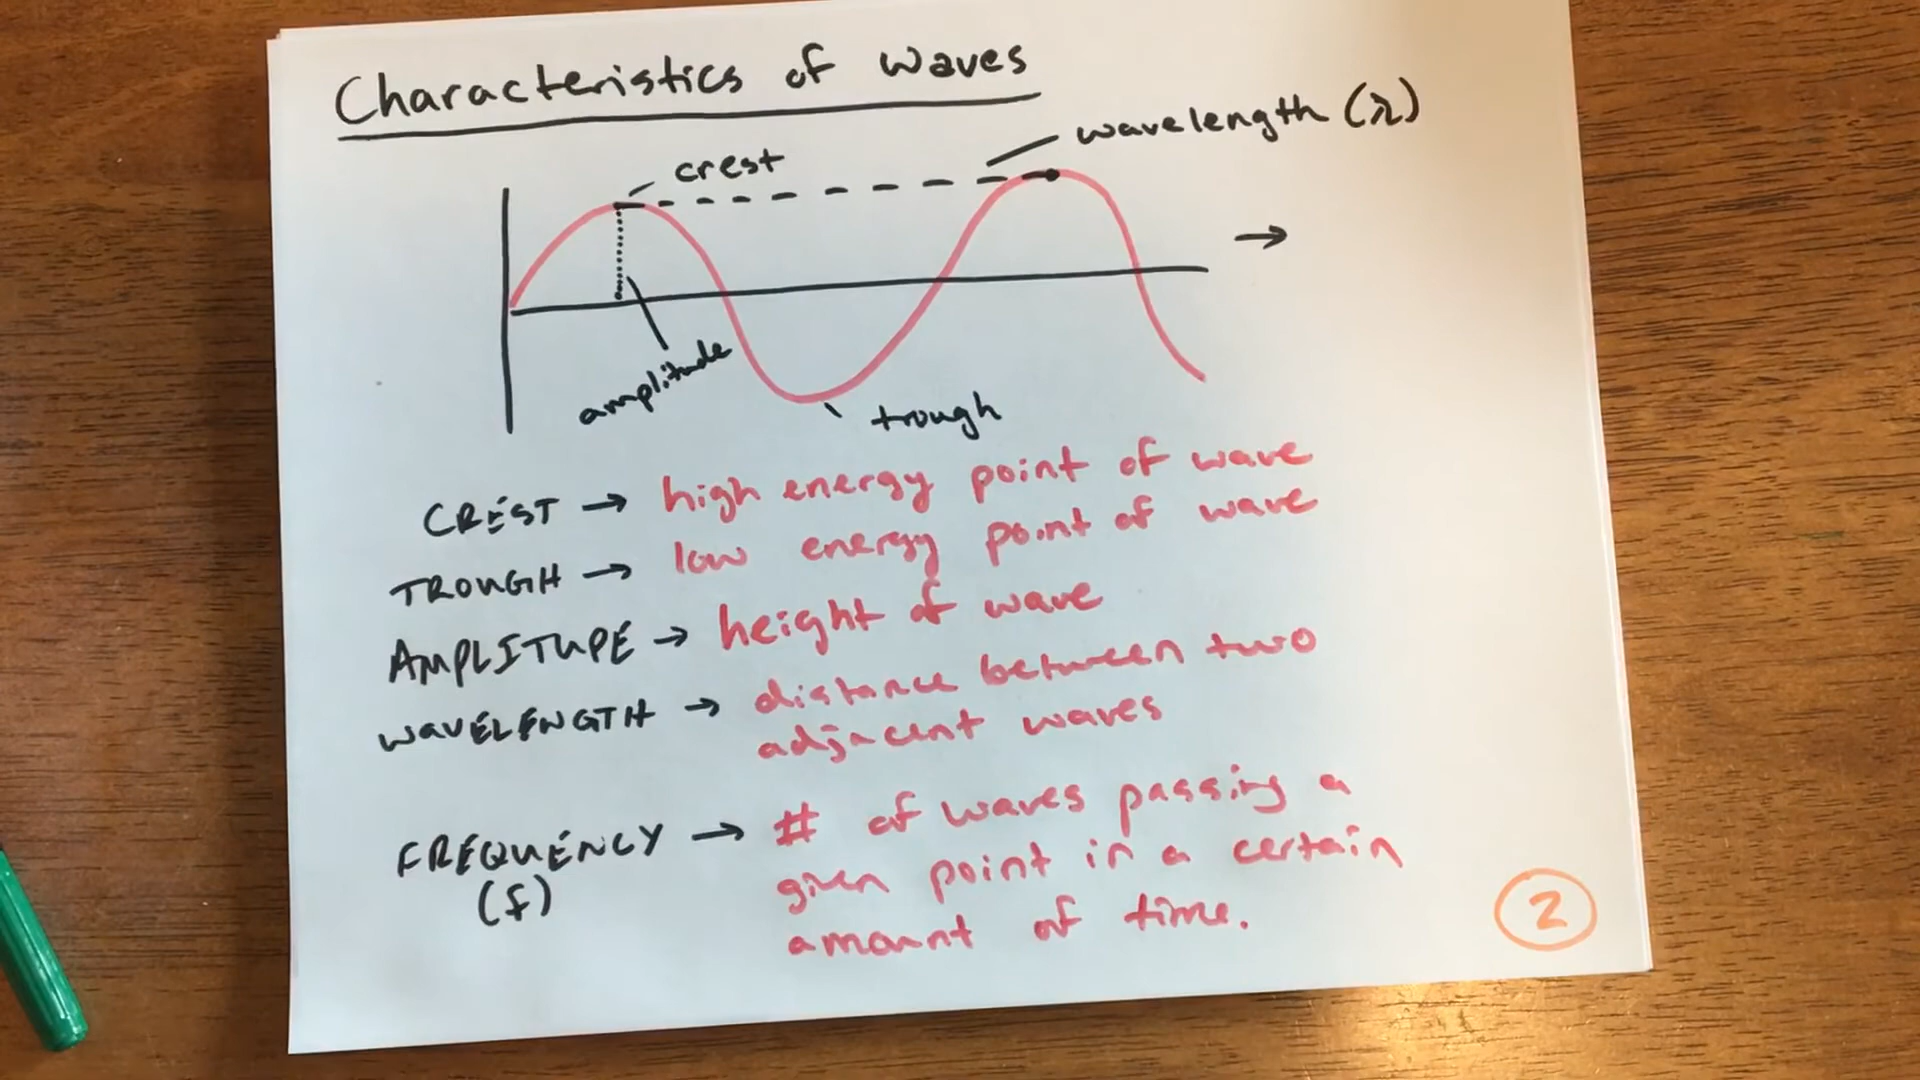 Characteristics of waves
wavelength (λ)
crest
amplitude
trough
CREST → high energy point of wave
TROUGH → low energy point of wave
AMPLITUDE → height of wave
WAVELENGTH → distance between two
adjacent waves
FREQUENCY → # of waves passing a
(f) given point in a certain
amount of time.
2